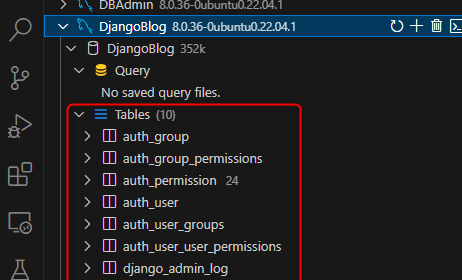 DBAdmin 8.0.36-0ubuntu0.22.04.1
DjangoBlog 8.0.36-0ubuntu0.22.04.1
DjangoBlog 352k
Query
No saved query files.
Tables (10)
auth_group
auth_group_permissions
auth_permission 24
auth_user
auth_user_groups
auth_user_user_permissions
django_admin_log